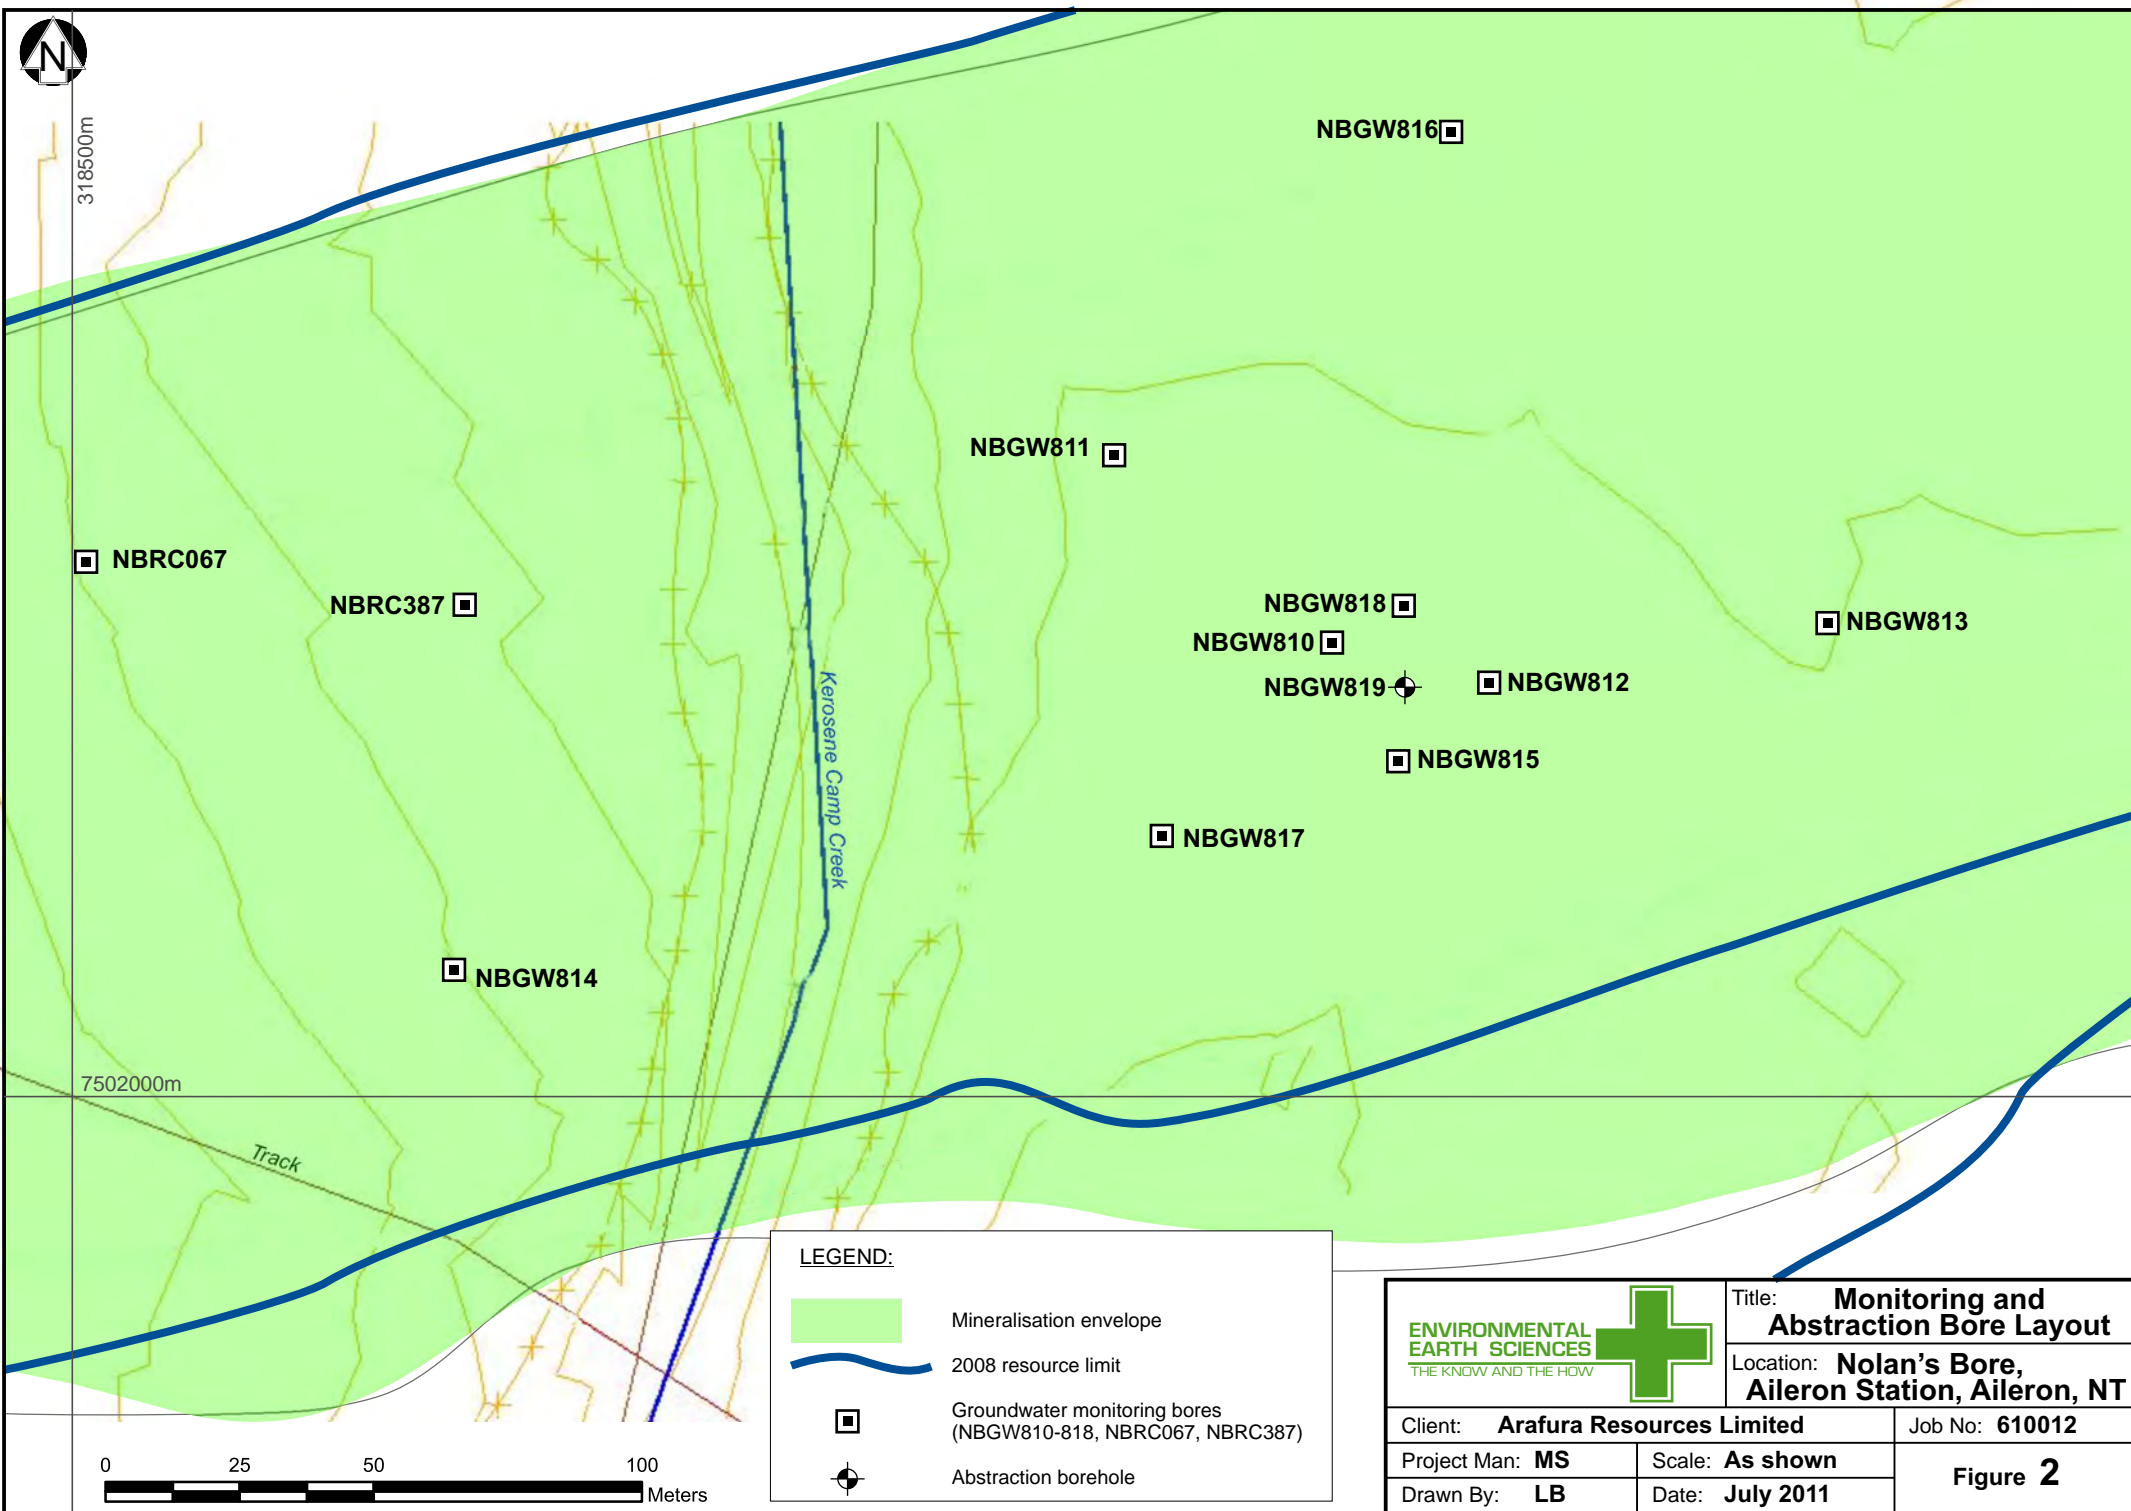 N
318500m
NBGW816
NBGW811
NBRC067
NBRC387
NBGW818
NBGW813
NBGW810
NBGW819
NBGW812
Kerosene Camp Creek
NBGW815
NBGW817
NBGW814
7502000m
Track
LEGEND:
Mineralisation envelope
2008 resource limit
Groundwater monitoring bores
(NBGW810-818, NBRC067, NBRC387)
Abstraction borehole
0 25 50 100
Meters
ENVIRONMENTAL
EARTH SCIENCES
THE KNOW AND THE HOW
Title: Monitoring and
Abstraction Bore Layout
Location: Nolan's Bore,
Aileron Station, Aileron, NT
Client: Arafura Resources Limited
Job No: 610012
Project Man: MS
Scale: As shown
Figure 2
Drawn By: LB
Date: July 2011